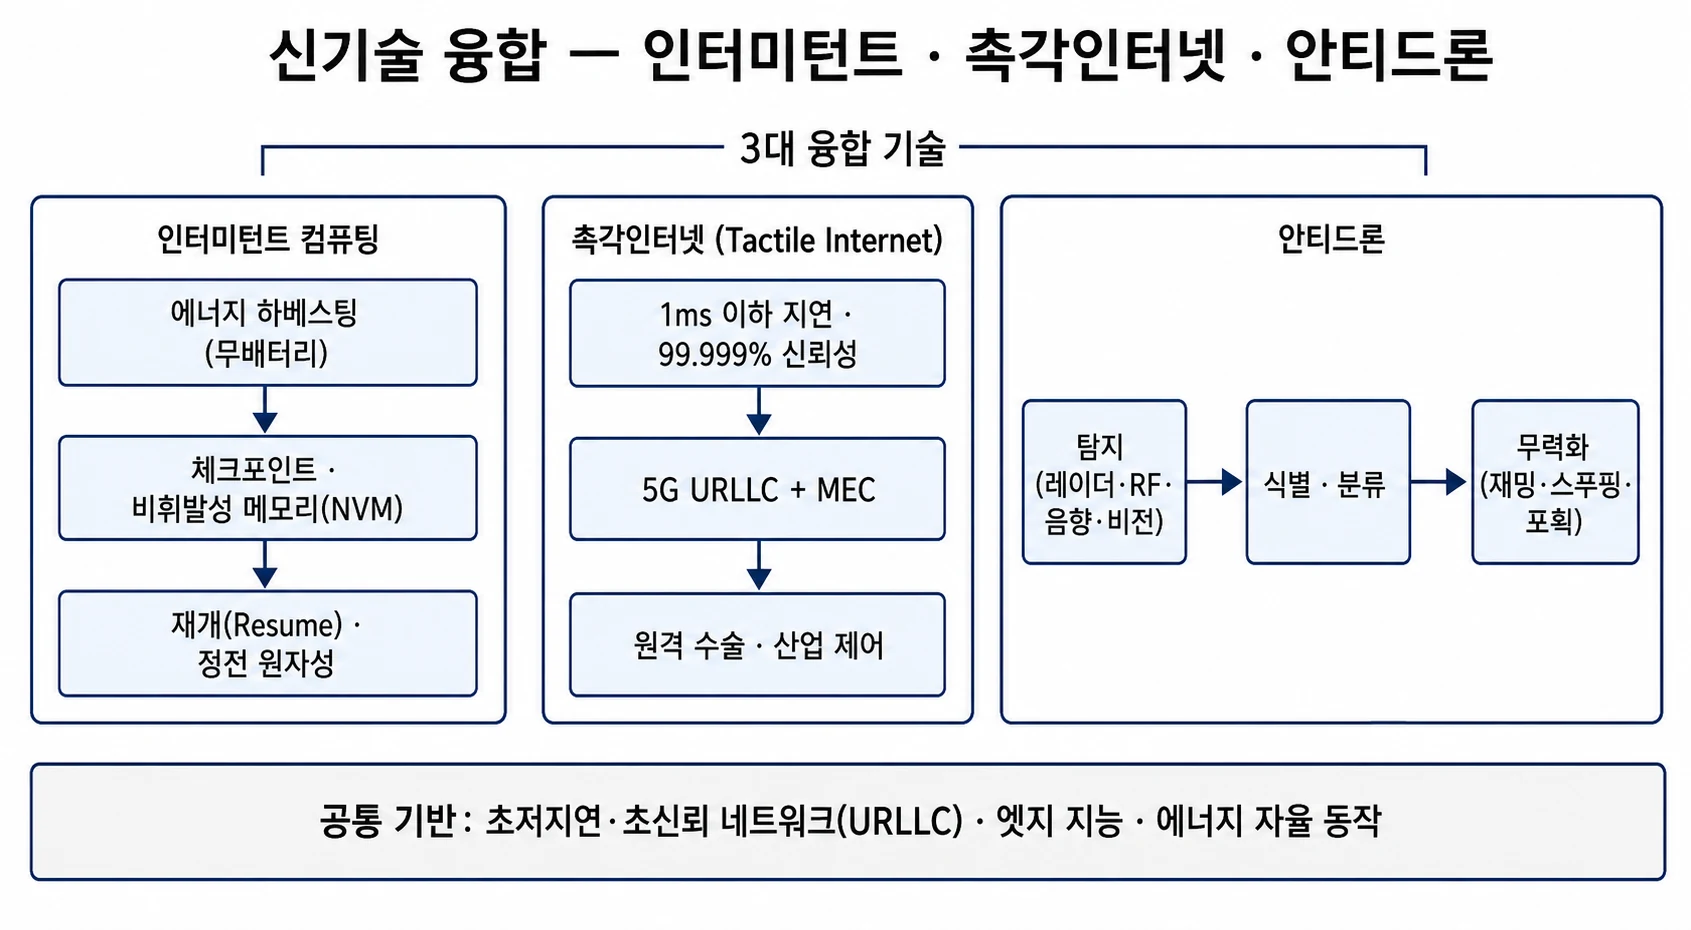 신기술 융합 — 인터미턴트 · 촉각인터넷 · 안티드론
3대 융합 기술
인터미턴트 컴퓨팅
에너지 하베스팅
(무배터리)
체크포인트 ·
비휘발성 메모리(NVM)
재개(Resume) ·
정전 원자성
촉각인터넷 (Tactile Internet)
1ms 이하 지연 ·
99.999% 신뢰성
5G URLLC + MEC
원격 수술 · 산업 제어
안티드론
탐지
(레이더·RF·
음향·비전)
식별 · 분류
무력화
(재밍·스푸핑·
포획)
공통 기반: 초저지연·초신뢰 네트워크(URLLC) · 엣지 지능 · 에너지 자율 동작